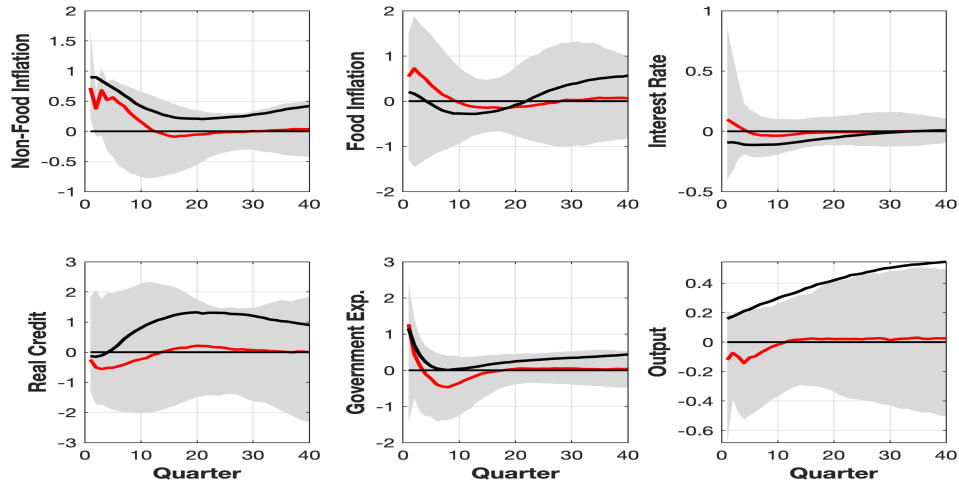 2
1.5
1
0.5
0
-0.5
-1
Non-Food Inflation
0 10 20 30 40
2
1
0
-1
-2
Food Inflation
0 10 20 30 40
1
0.5
0
-0.5
Interest Rate
0 10 20 30 40
3
2
1
0
-1
-2
-3
Real Credit
0 10 20 30 40
Quarter
3
2
1
0
-1
-2
Government Exp.
0 10 20 30 40
Quarter
0.4
0.2
0
-0.2
-0.4
-0.6
Output
0 10 20 30 40
Quarter